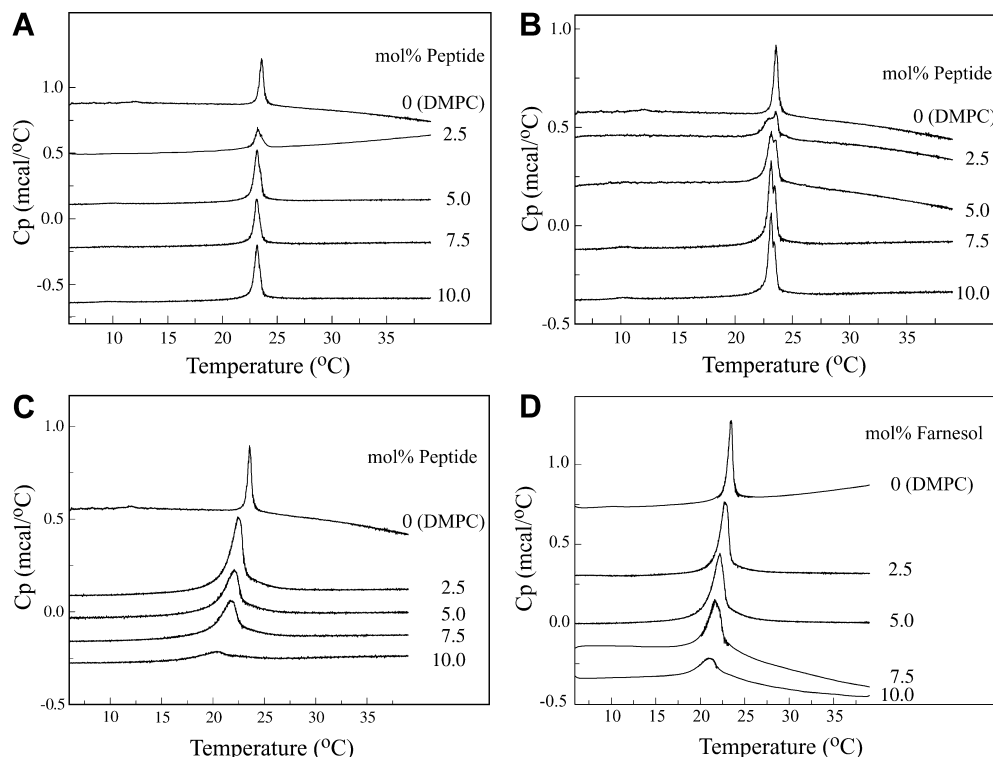 A
mol% Peptide
1.0
0 (DMPC)
2.5
0.5
5.0
0.0
7.5
-0.5
10.0
10 15 20 25 30 35
Cp (mcal/°C)
Temperature (°C)
B
1.0
mol% Peptide
0 (DMPC)
0.5
2.5
5.0
0.0
7.5
10.0
-0.5
10 15 20 25 30 35
Cp (mcal/°C)
Temperature (°C)
C
1.0
mol% Peptide
0 (DMPC)
0.5
2.5
0.0
5.0
7.5
10.0
-0.5
10 15 20 25 30 35
Cp (mcal/°C)
Temperature (°C)
D
mol% Farnesol
1.0
0 (DMPC)
0.5
2.5
0.0
5.0
7.5
-0.5
10.0
10 15 20 25 30 35
Cp (mcal/°C)
Temperature (°C)